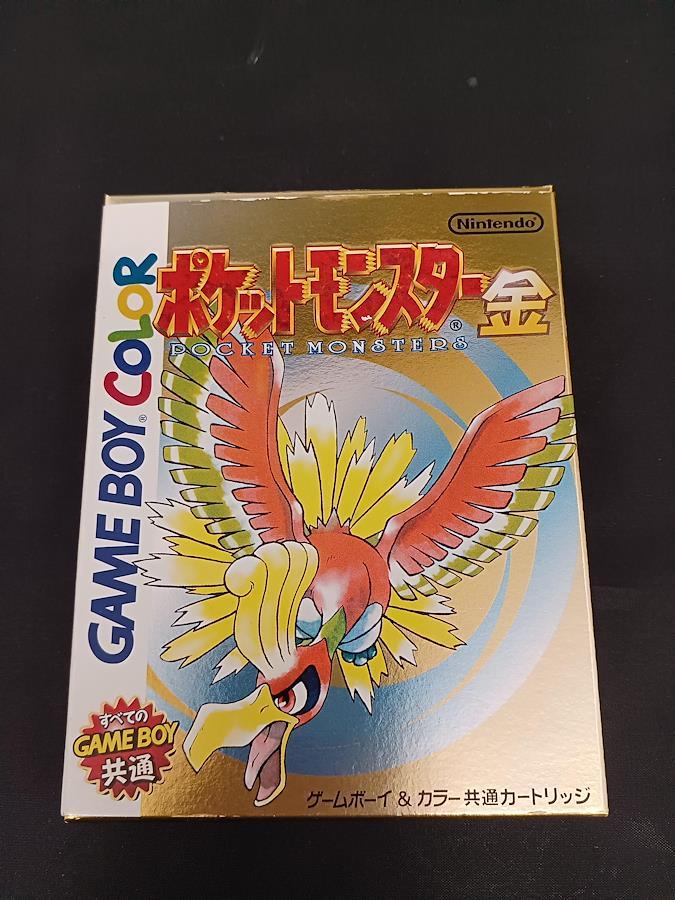 Nintendo®
ポケットモンスター金
®
POCKET MONSTERS
GAME BOY® COLOR
すべての
GAME BOY
共通
ゲームボーイ & カラー共通カートリッジ